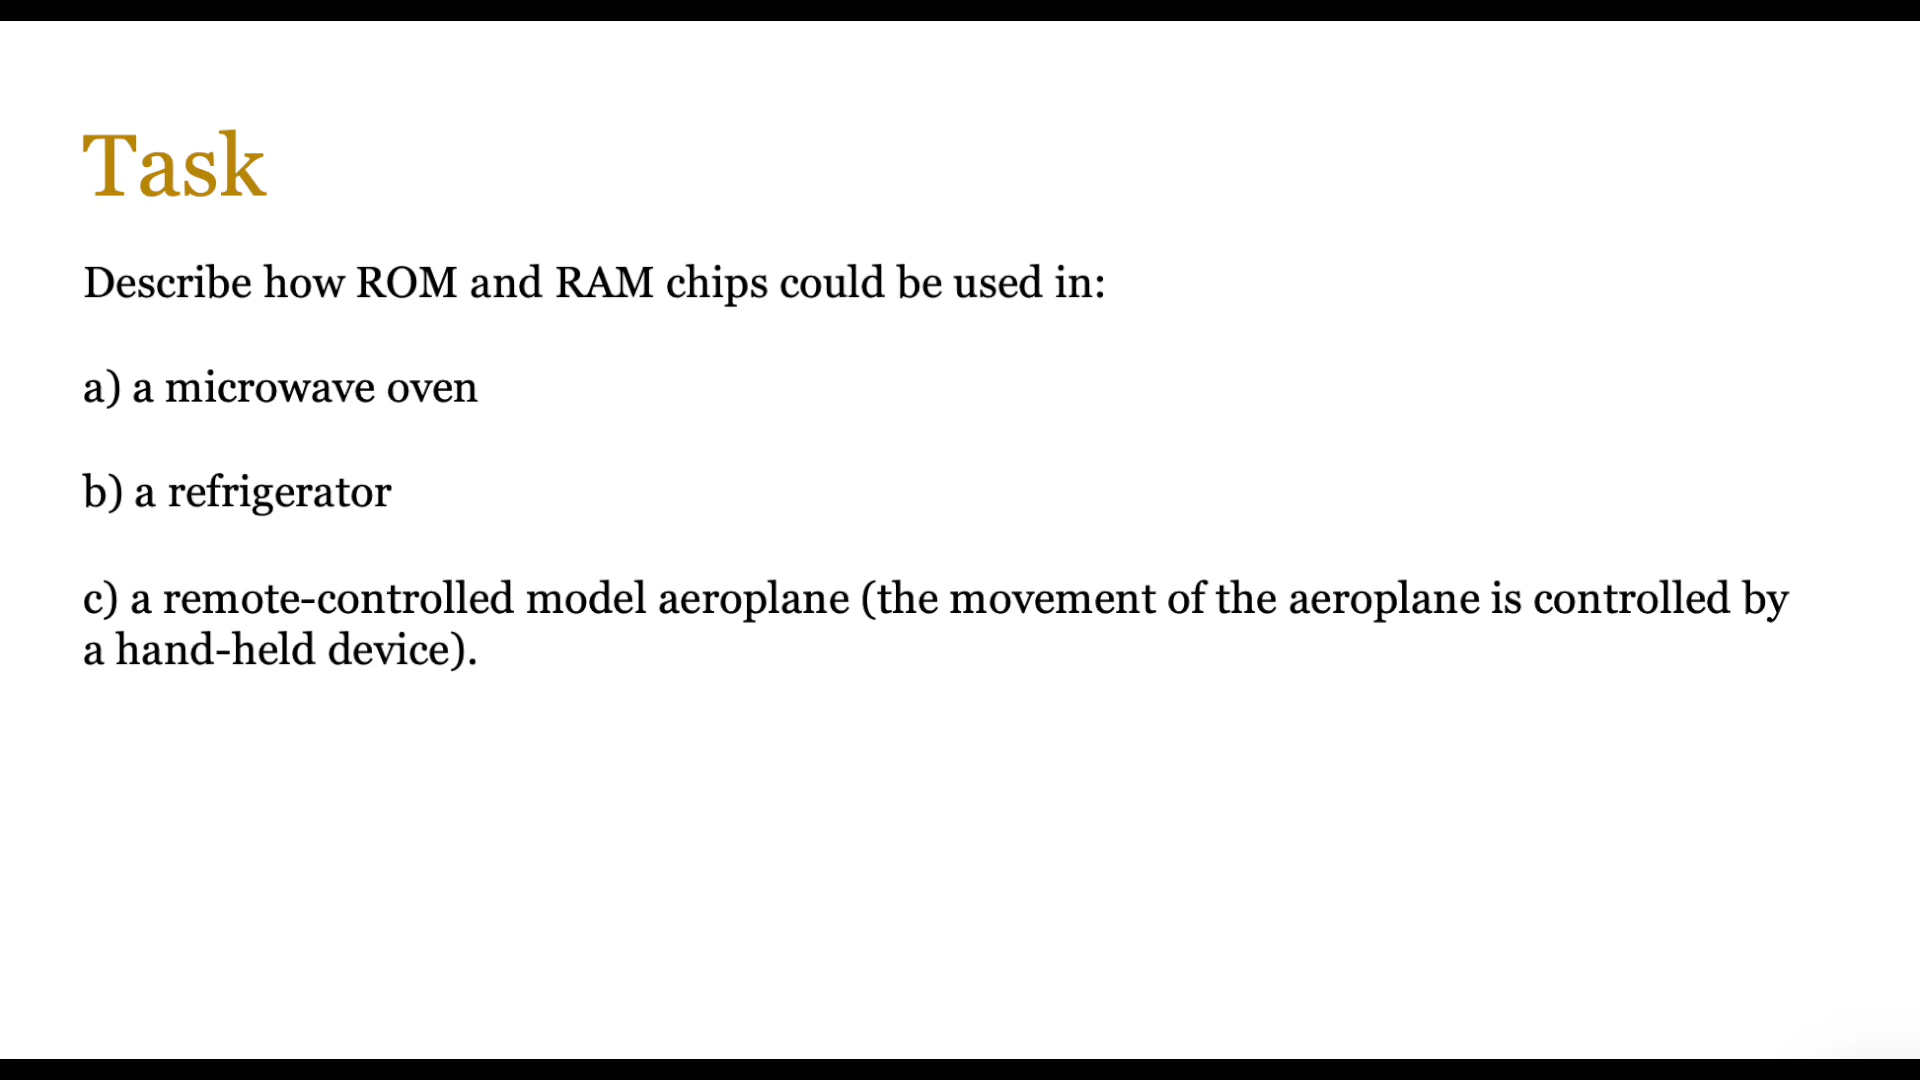 Task
Describe how ROM and RAM chips could be used in:
a) a microwave oven
b) a refrigerator
c) a remote-controlled model aeroplane (the movement of the aeroplane is controlled by
a hand-held device).